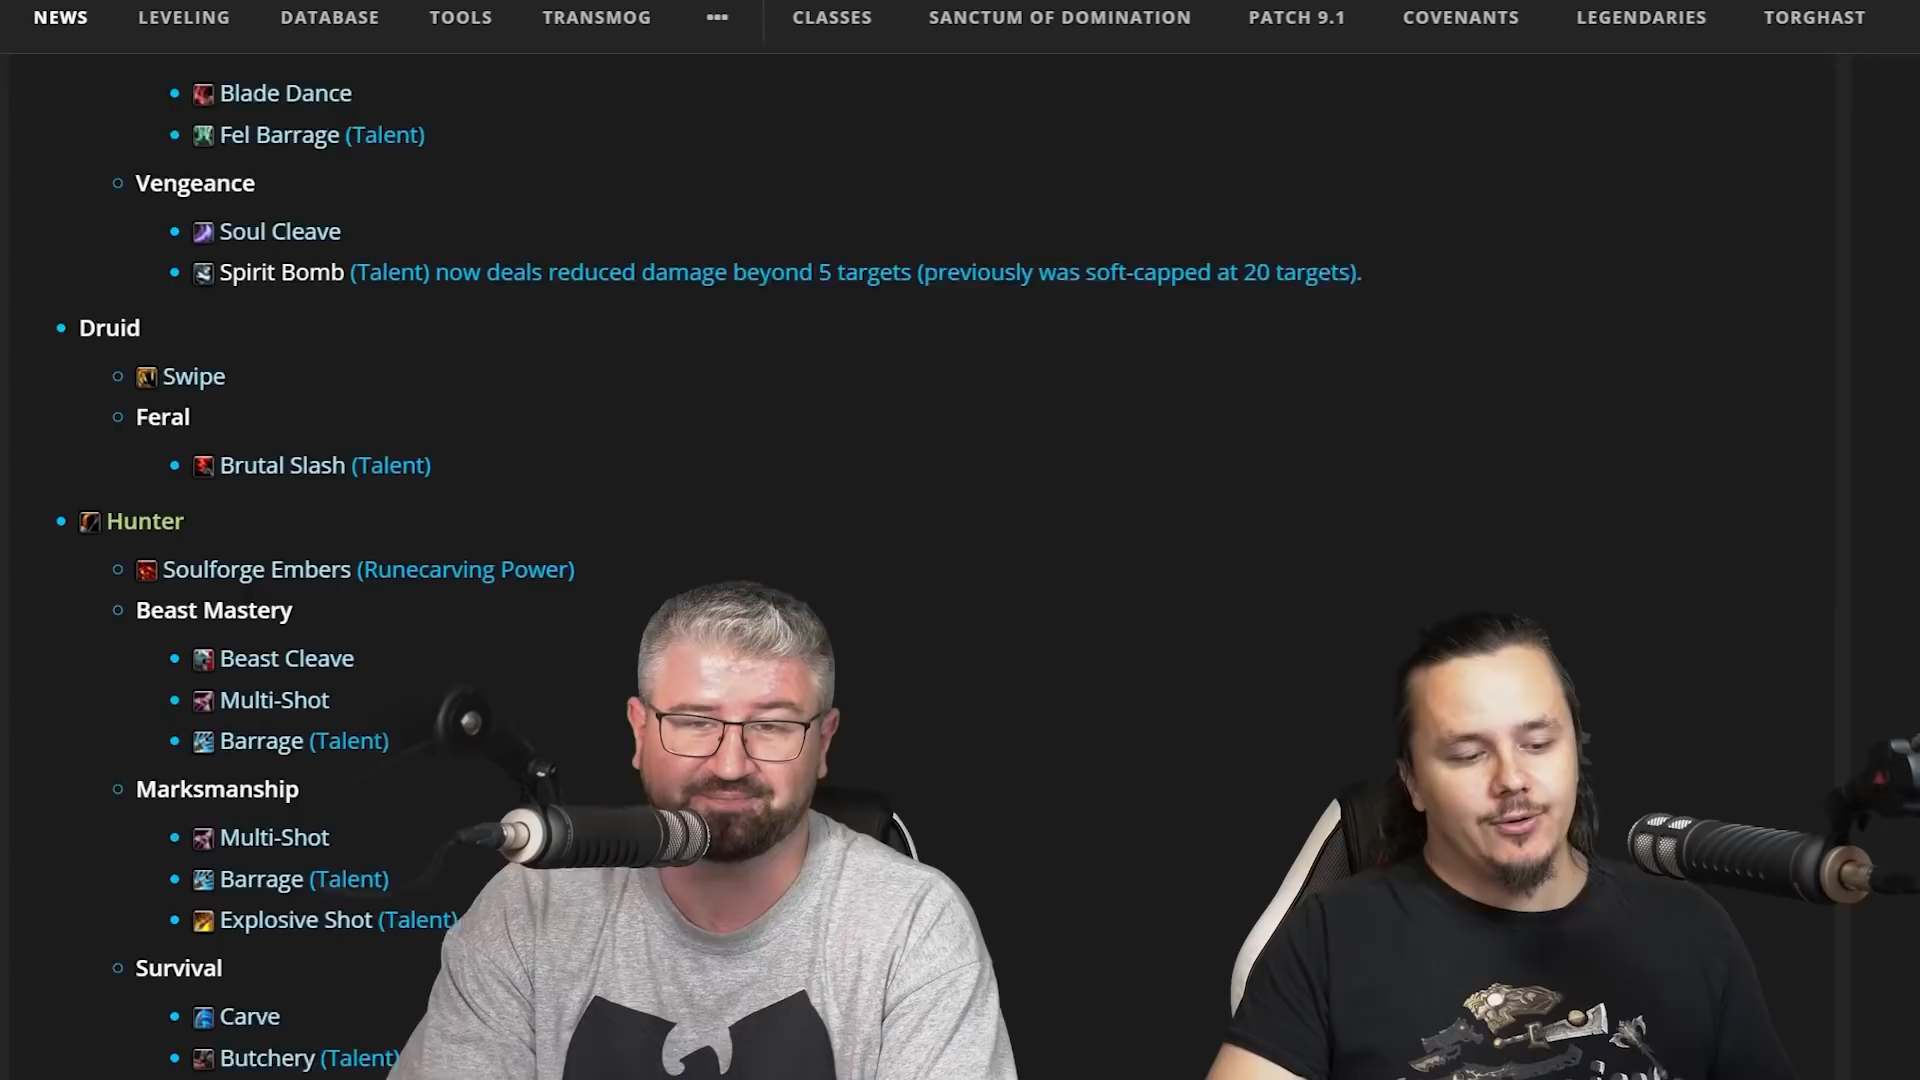 NEWS LEVELING DATABASE TOOLS TRANSMOG ••• CLASSES SANCTUM OF DOMINATION PATCH 9.1 COVENANTS LEGENDARIES TORGHAST
Blade Dance
Fel Barrage (Talent)
Vengeance
Soul Cleave
Spirit Bomb (Talent) now deals reduced damage beyond 5 targets (previously was soft-capped at 20 targets).
Druid
Swipe
Feral
Brutal Slash (Talent)
Hunter
Soulforge Embers (Runecarving Power)
Beast Mastery
Beast Cleave
Multi-Shot
Barrage (Talent)
Marksmanship
Multi-Shot
Barrage (Talent)
Explosive Shot (Talent)
Survival
Carve
Butchery (Talent)